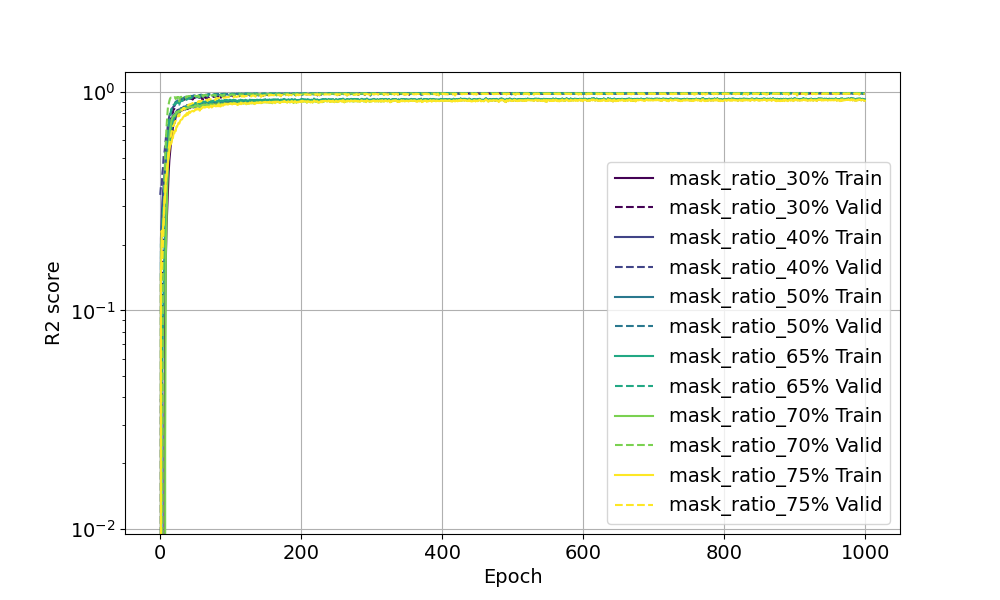 10⁰
10⁻¹
10⁻²
R2 score
0 200 400 600 800 1000
Epoch
mask_ratio_30% Train
mask_ratio_30% Valid
mask_ratio_40% Train
mask_ratio_40% Valid
mask_ratio_50% Train
mask_ratio_50% Valid
mask_ratio_65% Train
mask_ratio_65% Valid
mask_ratio_70% Train
mask_ratio_70% Valid
mask_ratio_75% Train
mask_ratio_75% Valid